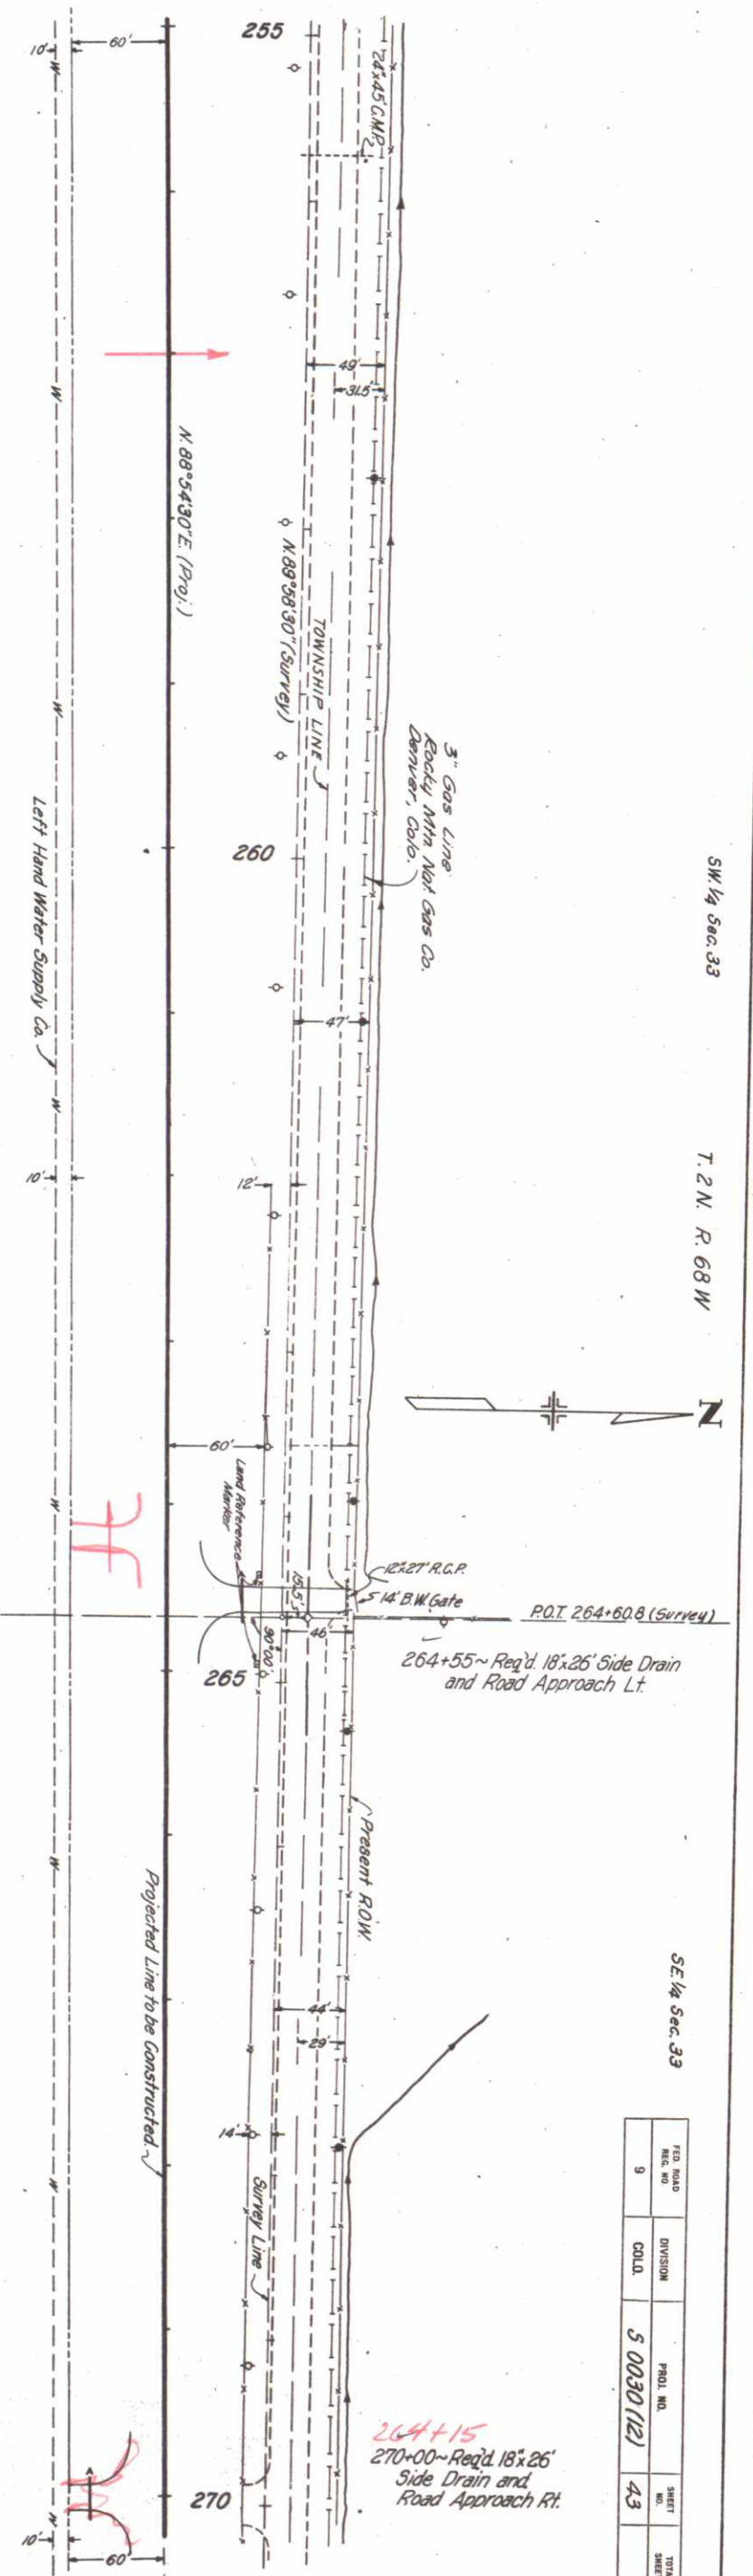 10'
60'
255
24"x45' C.M.P.
49'
31.5'
N.88°54'30"E. (Proj.)
N.89°58'30" (Survey)
TOWNSHIP LINE
3" Gas Line
Rocky Mtn Nat. Gas Co.
Denver, Colo.
SW.1/4 Sec.33
260
Left Hand Water Supply Co.
47'
T. 2 N. R. 68 W
10'
12'
N
60'
Land Reference
Marker
12"x27' R.C.P.
14' B.W. Gate
15.5'
46'
90°00'
P.O.T. 264+60.8 (Survey)
264+55~Req'd. 18"x26' Side Drain
and Road Approach Lt.
265
Present R.O.W.
Projected Line to be Constructed.
SE.1/4 Sec.33
44'
29'
14'
Survey Line
FED. ROAD REG. NO. DIVISION PROJ. NO. SHEET NO.
9 COLO. S 0030 (12) 43
264+15
270+00~Req'd. 18"x26'
Side Drain and
Road Approach Rt.
270
A
10'
60'
W W W W W W W W